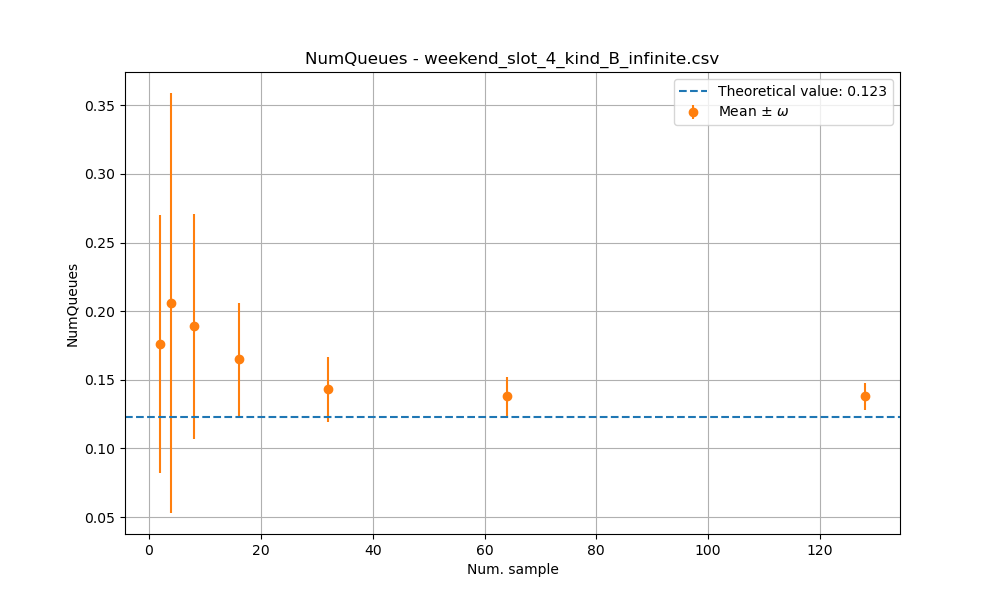 NumQueues - weekend_slot_4_kind_B_infinite.csv
Theoretical value: 0.123
Mean ± ω
NumQueues
0.35
0.30
0.25
0.20
0.15
0.10
0.05
0 20 40 60 80 100 120
Num. sample